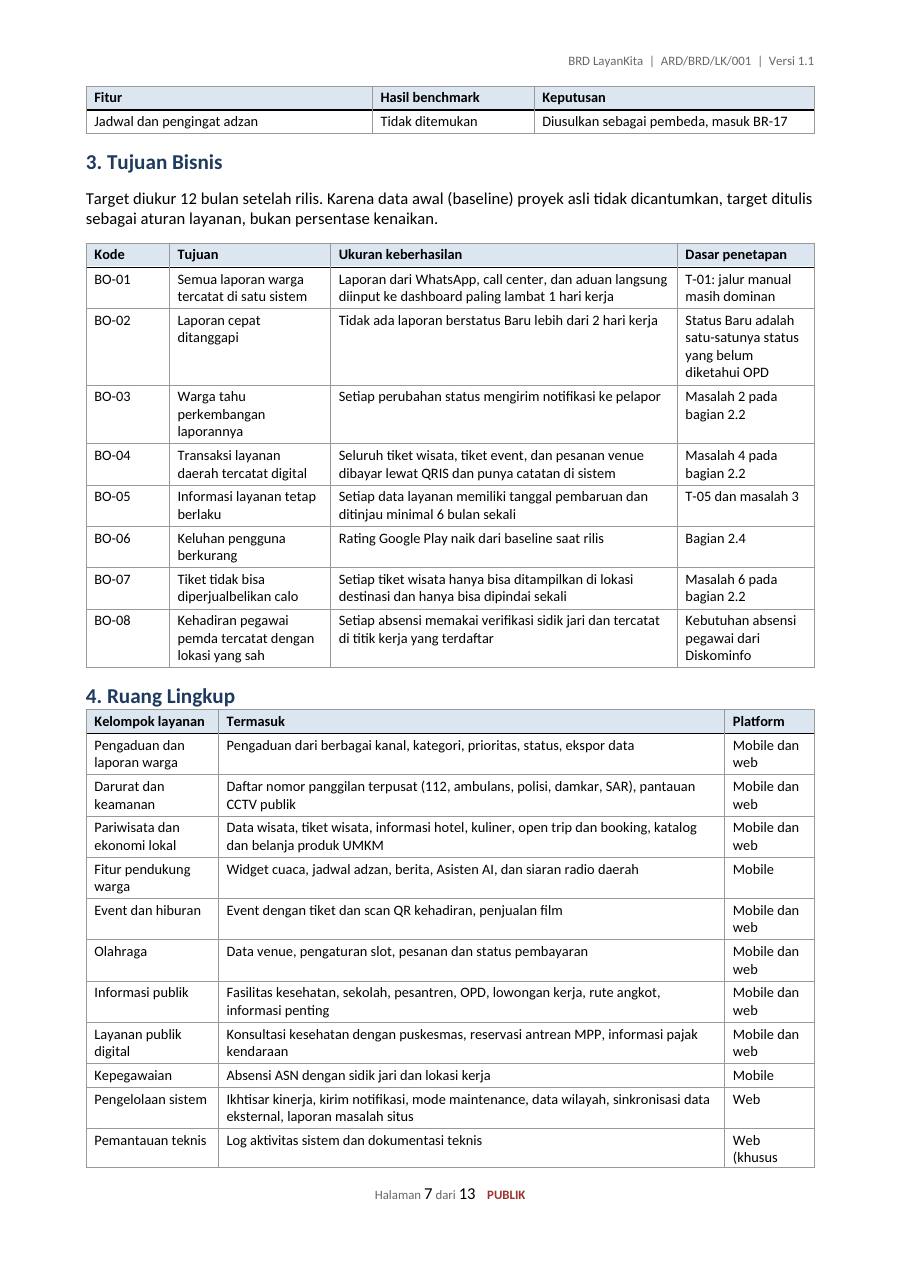 BRD LayanKita | ARD/BRD/LK/001 | Versi 1.1
Fitur Hasil benchmark Keputusan
Jadwal dan pengingat adzan Tidak ditemukan Diusulkan sebagai pembeda, masuk BR-17
3. Tujuan Bisnis
Target diukur 12 bulan setelah rilis. Karena data awal (baseline) proyek asli tidak dicantumkan, target ditulis
sebagai aturan layanan, bukan persentase kenaikan.
Kode Tujuan Ukuran keberhasilan Dasar penetapan
BO-01 Semua laporan warga Laporan dari WhatsApp, call center, dan aduan langsung T-01: jalur manual
tercatat di satu sistem diinput ke dashboard paling lambat 1 hari kerja masih dominan
BO-02 Laporan cepat Tidak ada laporan berstatus Baru lebih dari 2 hari kerja Status Baru adalah
ditanggapi satu-satunya status
yang belum
diketahui OPD
BO-03 Warga tahu Setiap perubahan status mengirim notifikasi ke pelapor Masalah 2 pada
perkembangan bagian 2.2
laporannya
BO-04 Transaksi layanan Seluruh tiket wisata, tiket event, dan pesanan venue Masalah 4 pada
daerah tercatat digital dibayar lewat QRIS dan punya catatan di sistem bagian 2.2
BO-05 Informasi layanan tetap Setiap data layanan memiliki tanggal pembaruan dan T-05 dan masalah 3
berlaku ditinjau minimal 6 bulan sekali
BO-06 Keluhan pengguna Rating Google Play naik dari baseline saat rilis Bagian 2.4
berkurang
BO-07 Tiket tidak bisa Setiap tiket wisata hanya bisa ditampilkan di lokasi Masalah 6 pada
diperjualbelikan calo destinasi dan hanya bisa dipindai sekali bagian 2.2
BO-08 Kehadiran pegawai Setiap absensi memakai verifikasi sidik jari dan tercatat Kebutuhan absensi
pemda tercatat dengan di titik kerja yang terdaftar pegawai dari
lokasi yang sah Diskominfo
4. Ruang Lingkup
Kelompok layanan Termasuk Platform
Pengaduan dan Pengaduan dari berbagai kanal, kategori, prioritas, status, ekspor data Mobile dan
laporan warga web
Darurat dan Daftar nomor panggilan terpusat (112, ambulans, polisi, damkar, SAR), pantauan Mobile dan
keamanan CCTV publik web
Pariwisata dan Data wisata, tiket wisata, informasi hotel, kuliner, open trip dan booking, katalog Mobile dan
ekonomi lokal dan belanja produk UMKM web
Fitur pendukung Widget cuaca, jadwal adzan, berita, Asisten AI, dan siaran radio daerah Mobile
warga
Event dan hiburan Event dengan tiket dan scan QR kehadiran, penjualan film Mobile dan
web
Olahraga Data venue, pengaturan slot, pesanan dan status pembayaran Mobile dan
web
Informasi publik Fasilitas kesehatan, sekolah, pesantren, OPD, lowongan kerja, rute angkot, Mobile dan
informasi penting web
Layanan publik Konsultasi kesehatan dengan puskesmas, reservasi antrean MPP, informasi pajak Mobile dan
digital kendaraan web
Kepegawaian Absensi ASN dengan sidik jari dan lokasi kerja Mobile
Pengelolaan sistem Ikhtisar kinerja, kirim notifikasi, mode maintenance, data wilayah, sinkronisasi data Web
eksternal, laporan masalah situs
Pemantauan teknis Log aktivitas sistem dan dokumentasi teknis Web
(khusus
Halaman 7 dari 13 PUBLIK